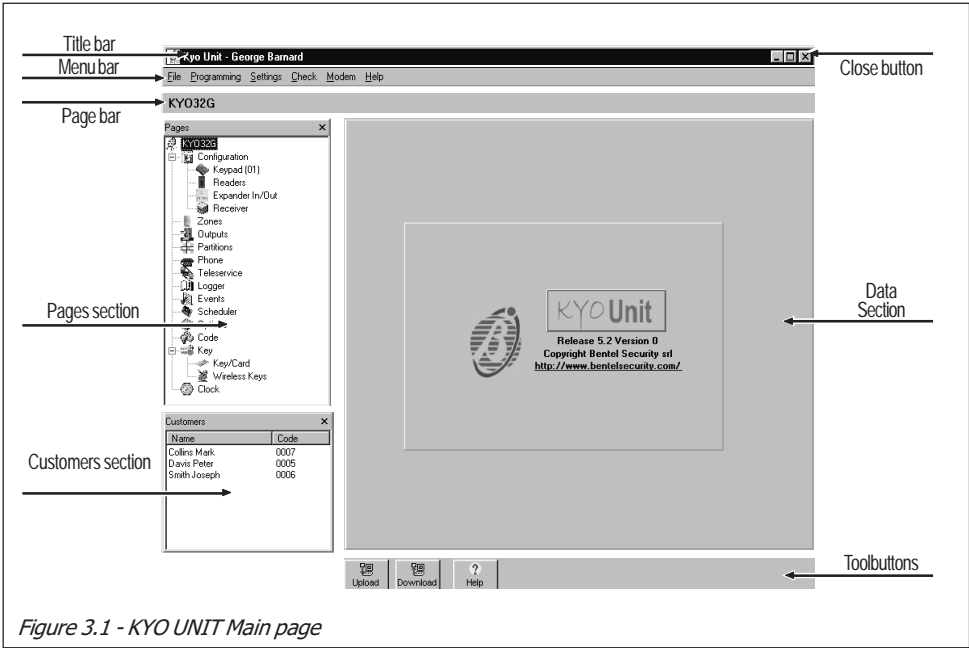 Title bar
Kyo Unit - George Barnard
Menu bar
File Programming Settings Check Modem Help
Close button
KYO32G
Page bar
Pages
KYO32G
Configuration
Keypad (01)
Readers
Expander In/Out
Receiver
Zones
Outputs
Partitions
Phone
Teleservice
Logger
Events
Scheduler
Code
Key
Key/Card
Wireless Keys
Clock
Pages section
KYO Unit
Release 5.2 Version 0
Copyright Bentel Security srl
http://www.bentelsecurity.com/
Data
Section
Customers
Name Code
Collins Mark 0007
Davis Peter 0005
Smith Joseph 0006
Customers section
Upload Download ? Help
Toolbuttons
Figure 3.1 - KYO UNIT Main page